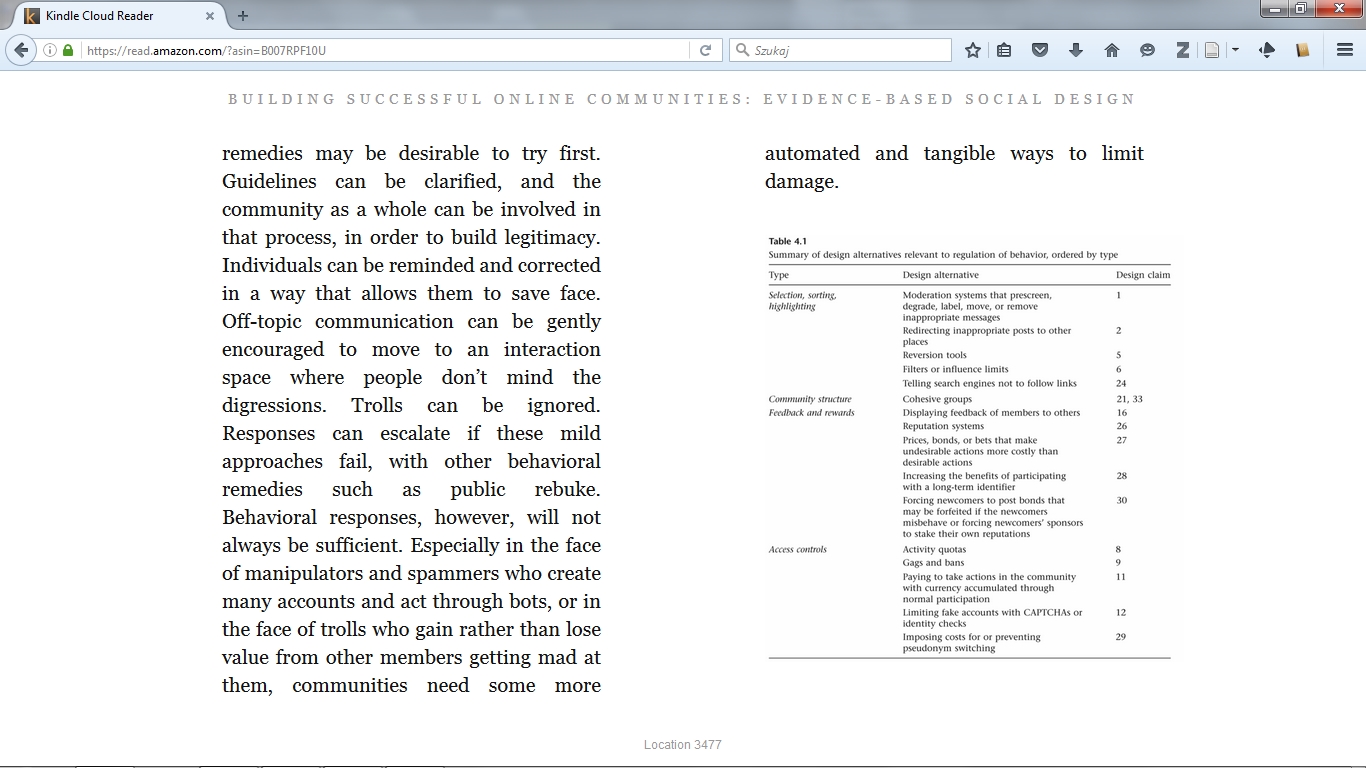 Kindle Cloud Reader
https://read.amazon.com/?asin=B007RPF10U
Szukaj
BUILDING SUCCESSFUL ONLINE COMMUNITIES: EVIDENCE-BASED SOCIAL DESIGN
remedies may be desirable to try first.
Guidelines can be clarified, and the
community as a whole can be involved in
that process, in order to build legitimacy.
Individuals can be reminded and corrected
in a way that allows them to save face.
Off-topic communication can be gently
encouraged to move to an interaction
space where people don’t mind the
digressions. Trolls can be ignored.
Responses can escalate if these mild
approaches fail, with other behavioral
remedies such as public rebuke.
Behavioral responses, however, will not
always be sufficient. Especially in the face
of manipulators and spammers who create
many accounts and act through bots, or in
the face of trolls who gain rather than lose
value from other members getting mad at
them, communities need some more
automated and tangible ways to limit
damage.
Table 4.1
Summary of design alternatives relevant to regulation of behavior, ordered by type
Type Design alternative Design claim
Selection, sorting, Moderation systems that prescreen, 1
highlighting degrade, label, move, or remove
inappropriate messages
Redirecting inappropriate posts to other 2
places
Reversion tools 5
Filters or influence limits 6
Telling search engines not to follow links 24
Community structure Cohesive groups 21, 33
Feedback and rewards Displaying feedback of members to others 16
Reputation systems 26
Prices, bonds, or bets that make 27
undesirable actions more costly than
desirable actions
Increasing the benefits of participating 28
with a long-term identifier
Forcing newcomers to post bonds that 30
may be forfeited if the newcomers
misbehave or forcing newcomers’ sponsors
to stake their own reputations
Access controls Activity quotas 8
Gags and bans 9
Paying to take actions in the community 11
with currency accumulated through
normal participation
Limiting fake accounts with CAPTCHAs or 12
identity checks
Imposing costs for or preventing 29
pseudonym switching
Location 3477